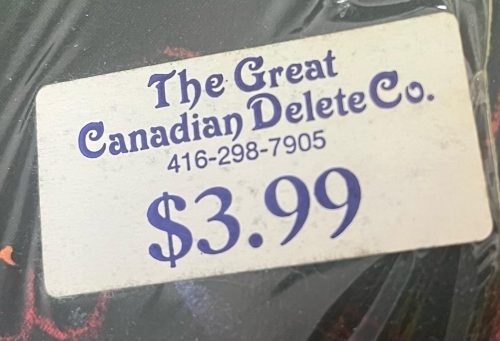 The Great
Canadian Delete Co.
416-298-7905
$3.99